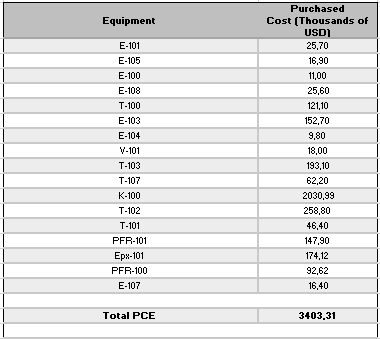 Equipment Purchased Cost (Thousands of USD)
E-101 25,70
E-105 16,90
E-100 11,00
E-108 25,60
T-100 121,10
E-103 152,70
E-104 9,80
V-101 18,00
T-103 193,10
T-107 62,20
K-100 2030,99
T-102 258,80
T-101 46,40
PFR-101 147,90
Epx-101 174,12
PFR-100 92,62
E-107 16,40
Total PCE 3403,31